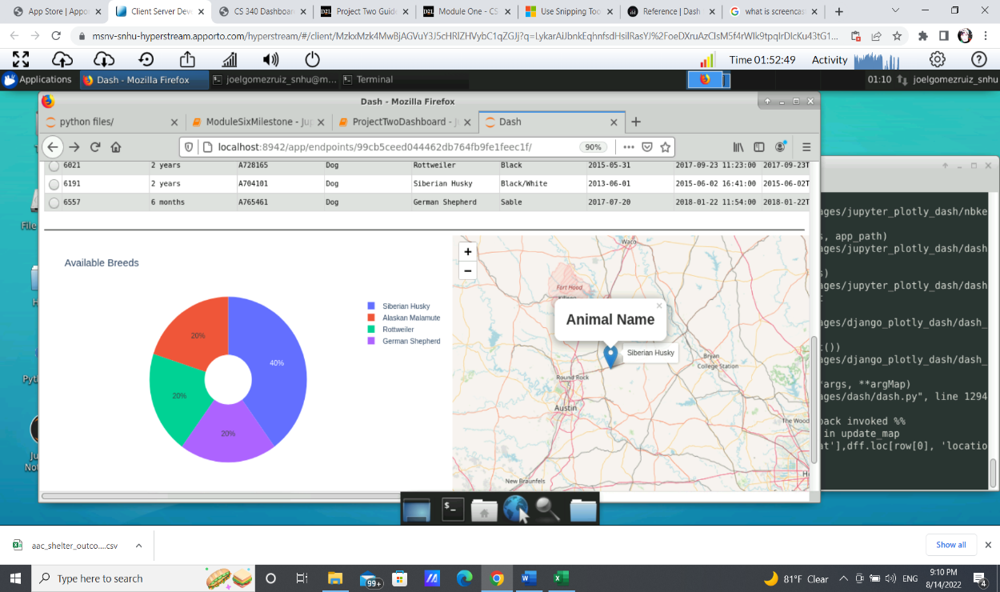 App Store | Appor
Client Server Deve
CS 340 Dashboar
Project Two Guide
Module One - CS
Use Snipping Too
Reference | Dash
what is screencast
msnv-snhu-hyperstream.apporto.com/hyperstream/#/client/
Time 01:52:49 Activity
Applications
Dash - Mozilla Firefox
joelgomezruiz_snhu@m...
Terminal
01:10 joelgomezruiz_snhu
Dash - Mozilla Firefox
python files/
ModuleSixMilestone - Jup
ProjectTwoDashboard - J
Dash
localhost:8942/app/endpoints/99cb5ceed044462db764fb9fe1feec1f/ 90%
6021 2 years A728165 Dog Rottweiler Black 2015-05-31 2017-09-23 11:23:00 2017-09-23T
6191 2 years A704101 Dog Siberian Husky Black/White 2013-06-01 2015-06-02 16:41:00 2015-06-02T
6557 6 months A765461 Dog German Shepherd Sable 2017-07-20 2018-01-22 11:54:00 2018-01-22T
Available Breeds
40%
20%
20%
20%
Siberian Husky
Alaskan Malamute
Rottweiler
German Shepherd
+
−
Waco
Fort Hood
Animal Name
×
Siberian Husky
Bryan
College Station
Round Rock
Austin
The Wood
New Braunfels
H
ages/jupyter_plotly_dash/nbke
s, app_path)
ages/jupyter_plotly_dash/dash
s)
ages/jupyter_plotly_dash/dash
ages/django_plotly_dash/dash_
t())
ages/django_plotly_dash/dash_
args, **argMap)
ages/dash/dash.py", line 1294
back invoked %%
in update_map
at'],dff.loc[row[0], 'locatio
File
aac_shelter_outco....csv
Show all
Type here to search
99+
81°F Clear
ENG
9:10 PM
8/14/2022
4